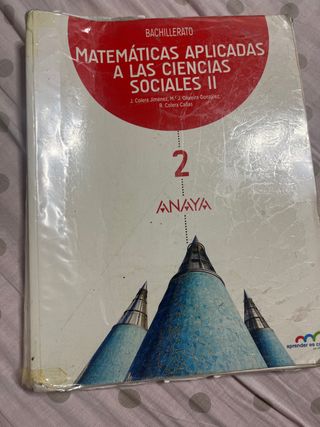 BACHILLERATO
MATEMÁTICAS APLICADAS
A LAS CIENCIAS
SOCIALES II
J. Colera Jiménez, M.ª J. Oliveira González,
R. Colera Cañas
2
ANAYA
aprender es cr